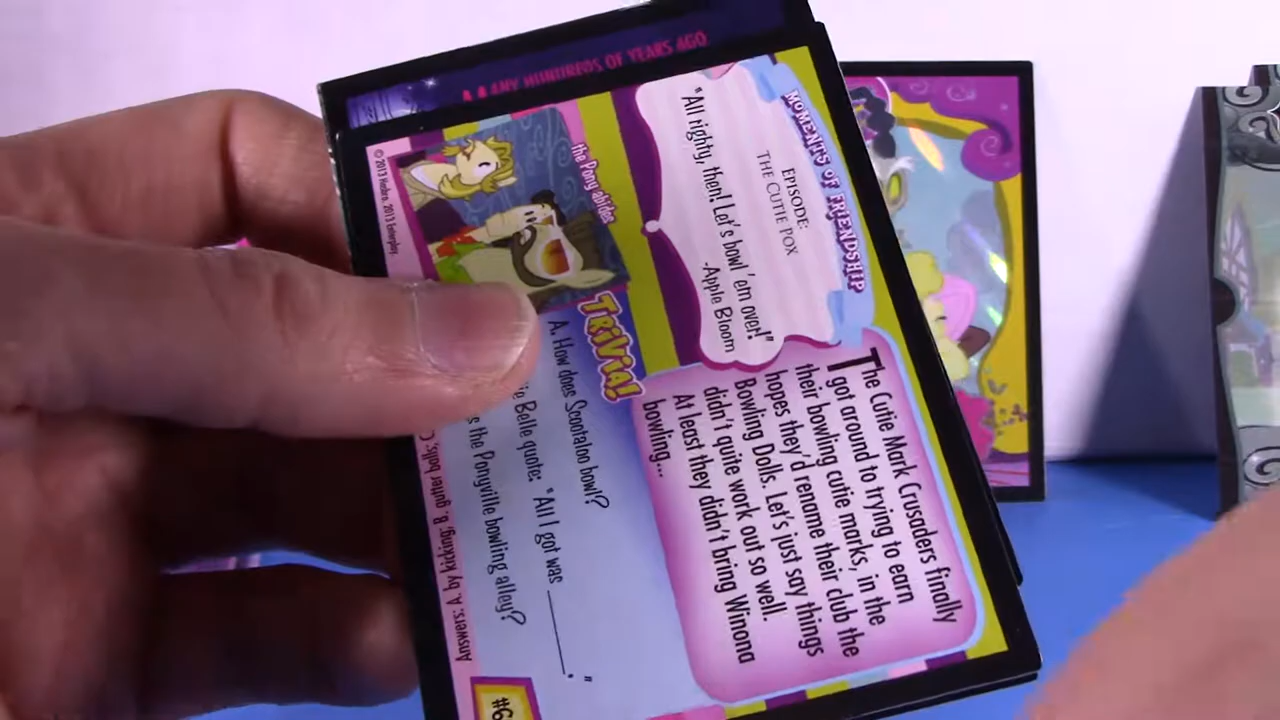 MANY HUNDREDS OF YEARS AGO
MOMENTS OF FRIENDSHIP
EPISODE:
THE CUTIE POX
"All righty, then! Let's bowl 'em over!"
-Apple Bloom
the Pony abides
© 2013 Hasbro. 2013 Enterplay.
The Cutie Mark Crusaders finally
got around to trying to earn
their bowling cutie marks, in the
hopes they'd rename their club the
Bowling Dolls. Let's just say things
didn't quite work out so well.
At least they didn't bring Winona
bowling...
TRiViA!
A. How does Scootaloo bowl?
Belle quote: "All I got was ______."
the Ponyville bowling alley?
Answers: A. by kicking; B. gutter balls; C
#6